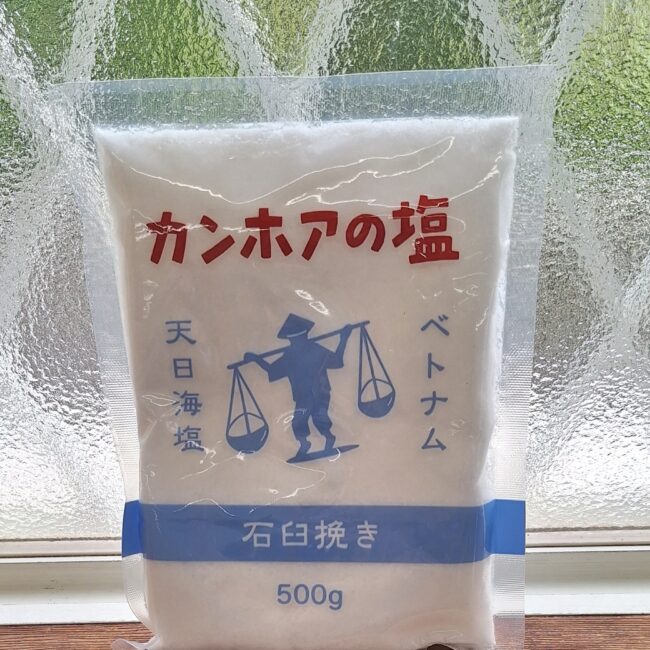 カンホアの塩
ベトナム
天日海塩
石臼挽き
500g